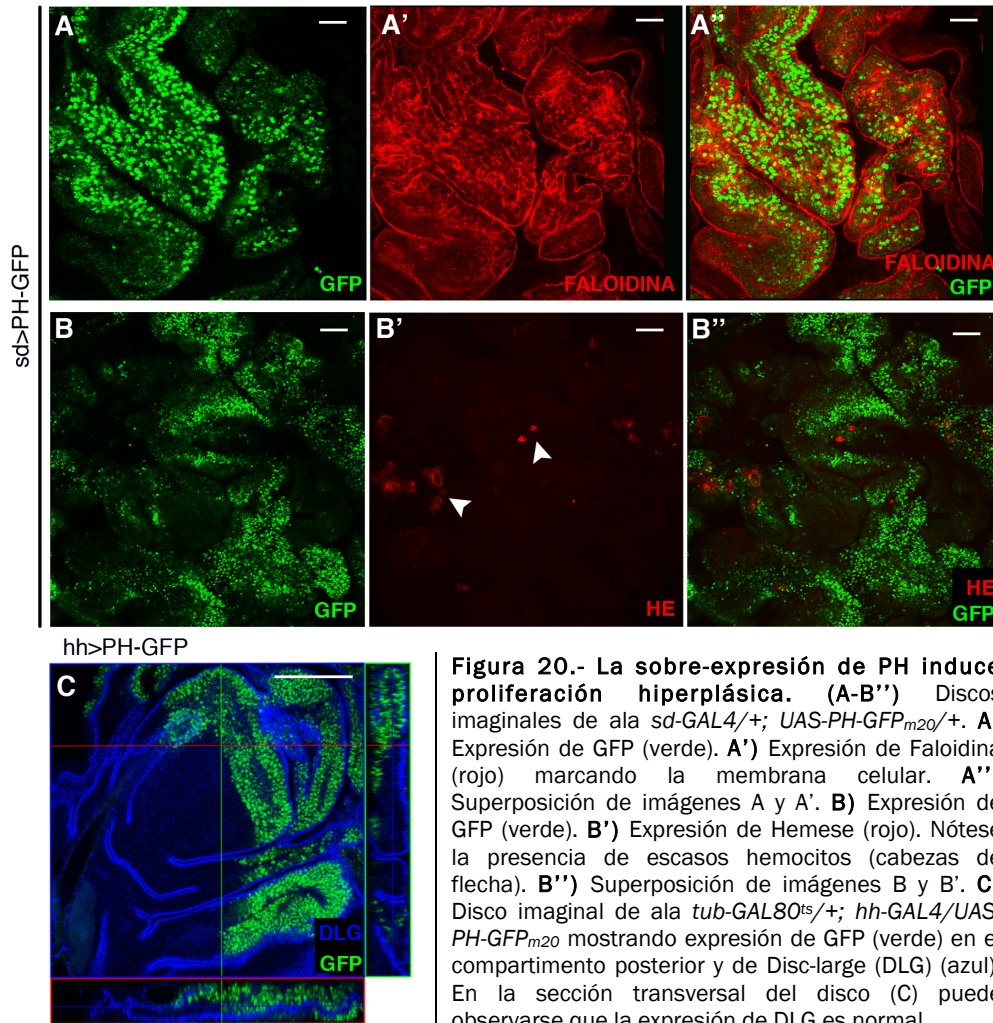 A
A'
A''
GFP
FALOIDINA
FALOIDINA
GFP
sd>PH-GFP
B
B'
B''
GFP
HE
HE
GFP
hh>PH-GFP
C
DLG
GFP
Figura 20.- La sobre-expresión de PH induce
proliferación hiperplásica. (A-B'') Discos
imaginales de ala sd-GAL4/+; UAS-PH-GFPm20/+. A
Expresión de GFP (verde). A') Expresión de Faloidina
(rojo) marcando la membrana celular. A''
Superposición de imágenes A y A'. B) Expresión de
GFP (verde). B') Expresión de Hemese (rojo). Nótese
la presencia de escasos hemocitos (cabezas de
flecha). B'') Superposición de imágenes B y B'. C
Disco imaginal de ala tub-GAL80ts/+; hh-GAL4/UAS
PH-GFPm20 mostrando expresión de GFP (verde) en e
compartimento posterior y de Disc-large (DLG) (azul)
En la sección transversal del disco (C) puede
observarse que la expresión de DLG es normal